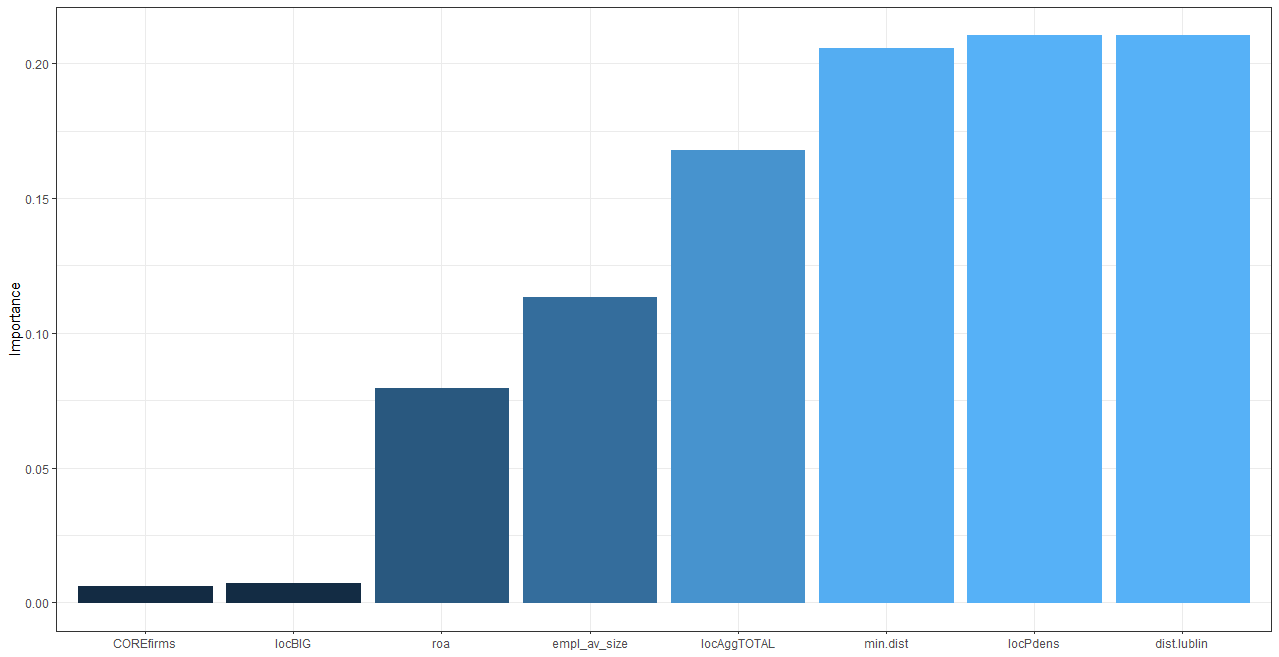 Importance
0.20
0.15
0.10
0.05
0.00
COREfirms locBIG roa empl_av_size locAggTOTAL min.dist locPdens dist.lublin